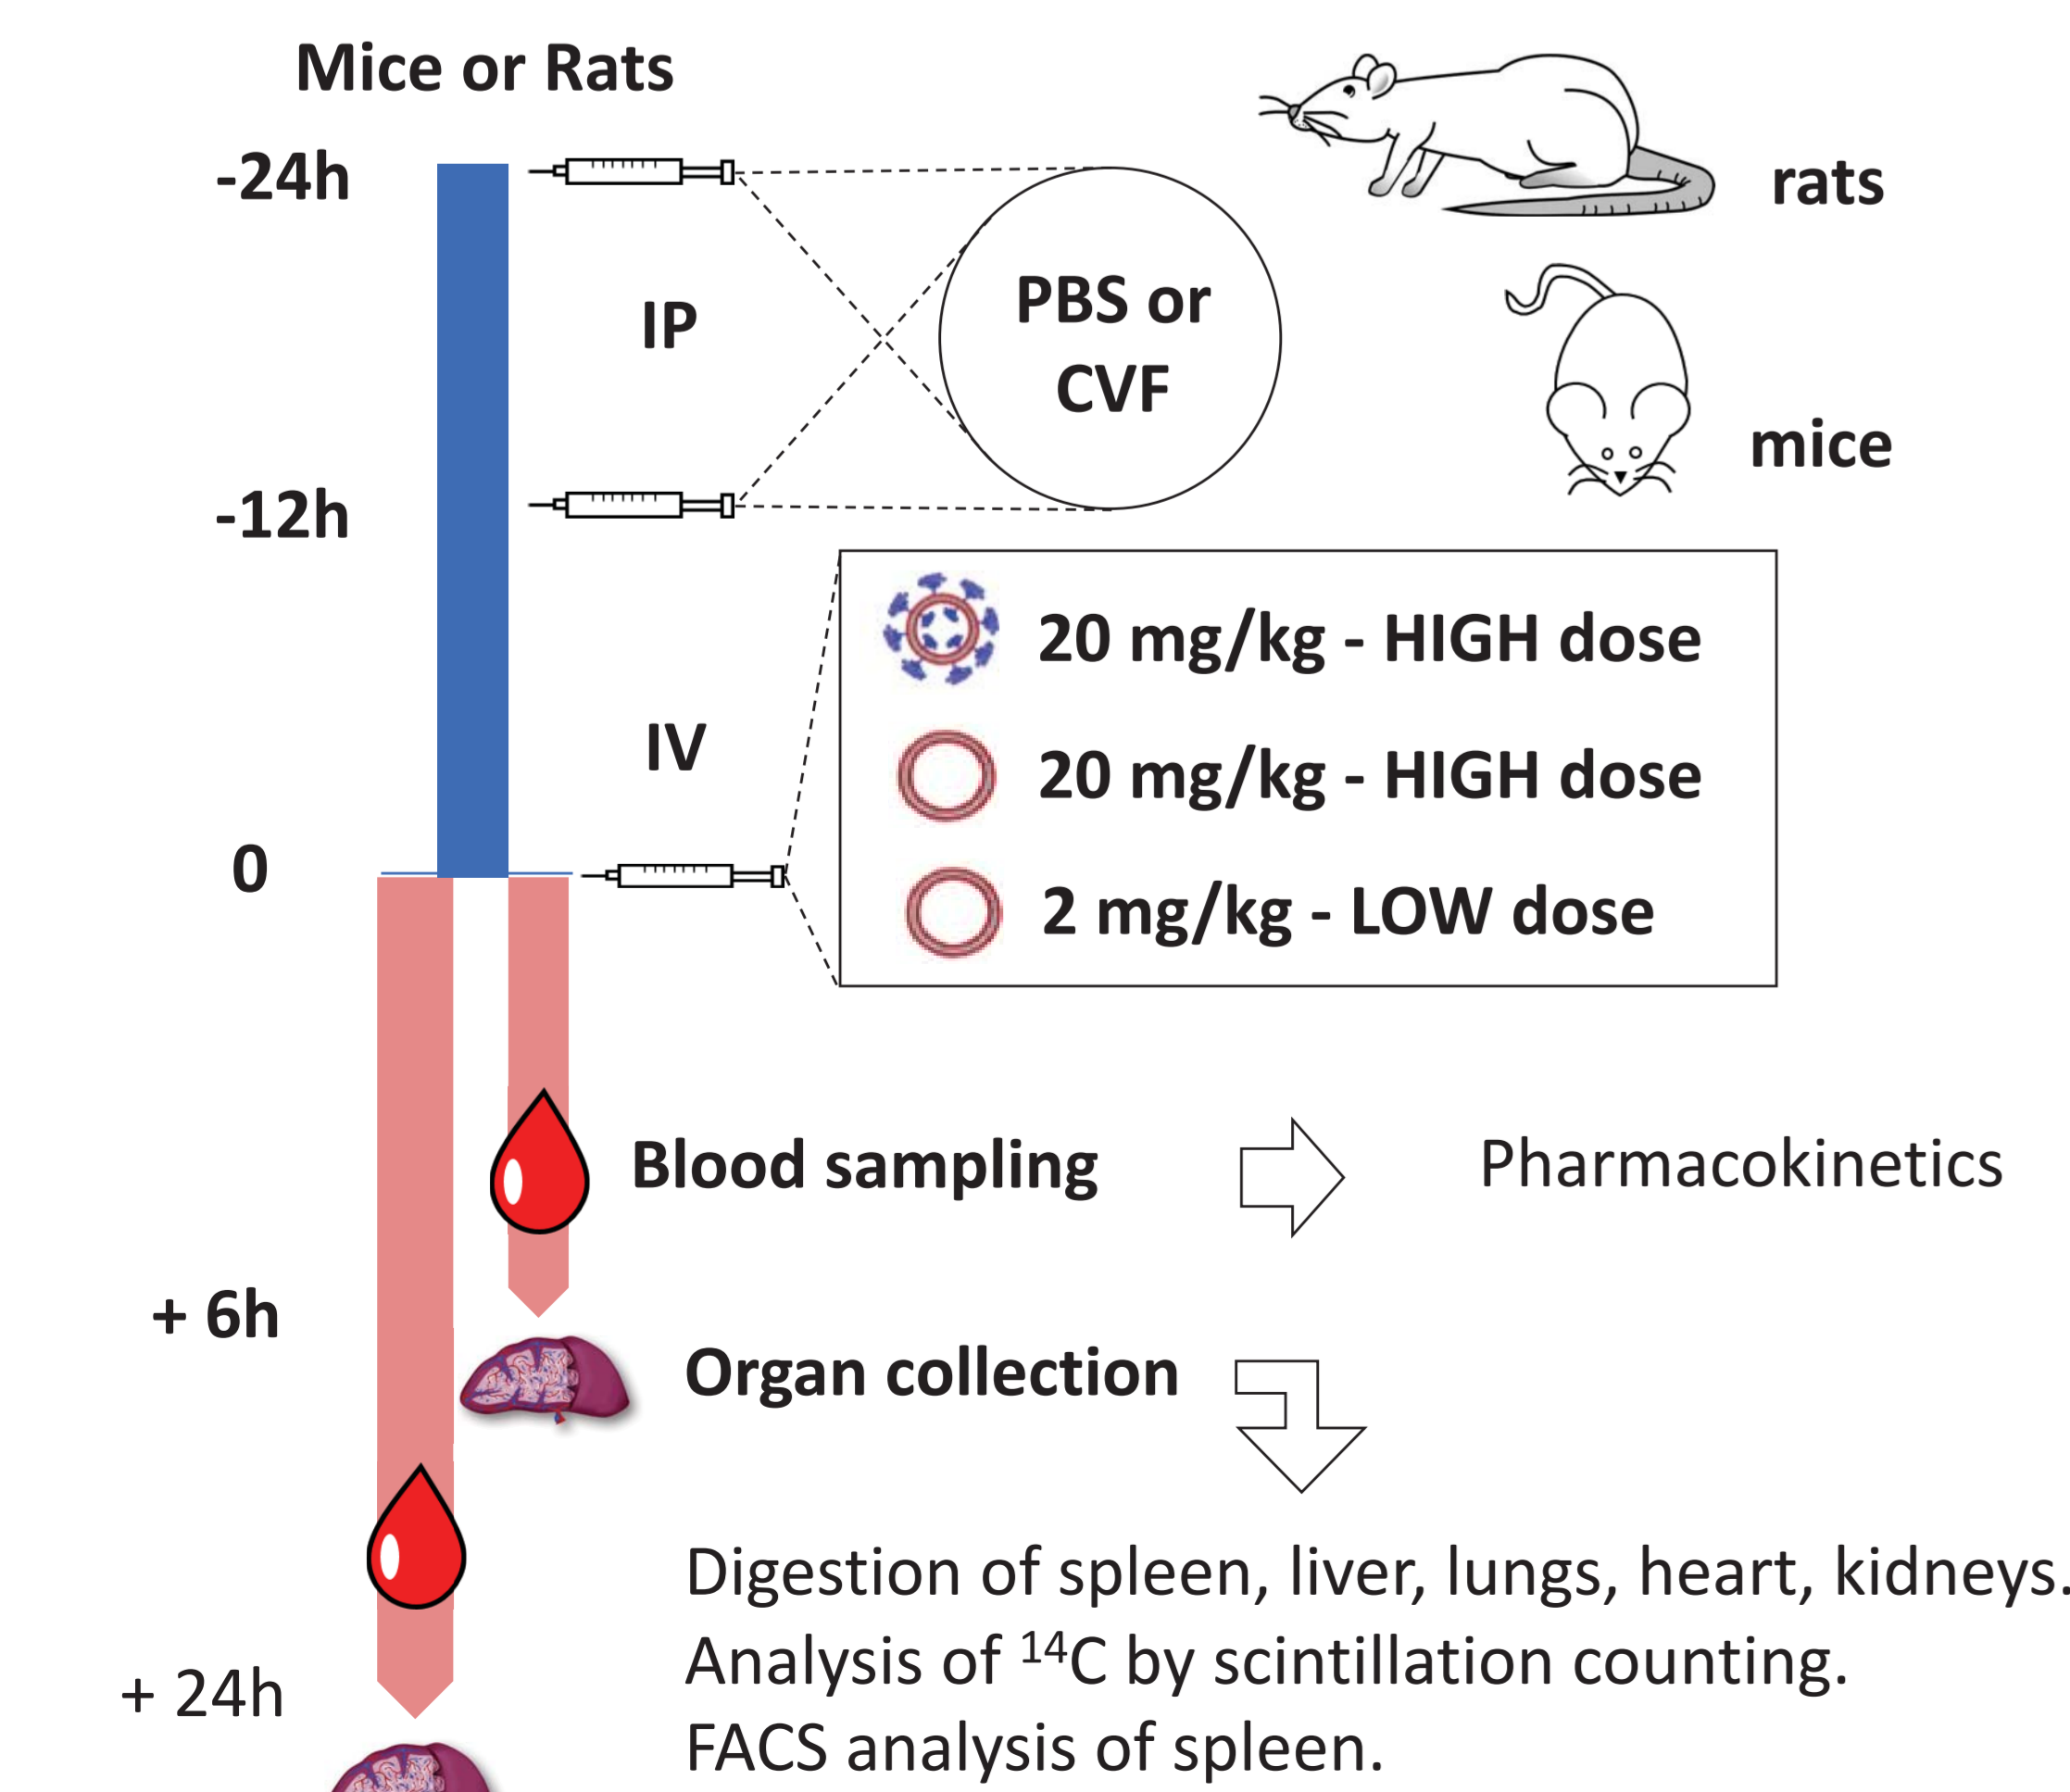 Mice or Rats
-24h
rats
IP
PBS or
CVF
mice
-12h
20 mg/kg - HIGH dose
IV
20 mg/kg - HIGH dose
0
2 mg/kg - LOW dose
Blood sampling
Pharmacokinetics
+ 6h
Organ collection
Digestion of spleen, liver, lungs, heart, kidneys.
Analysis of ¹⁴C by scintillation counting.
+ 24h
FACS analysis of spleen.